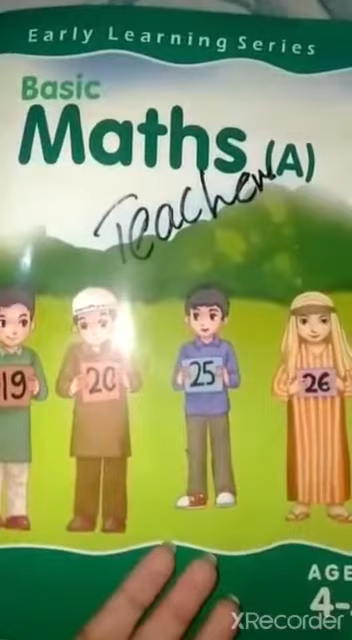 Early Learning Series
Basic
Maths (A)
Teacher
19 20 25 26
AGE
4-
XRecorder